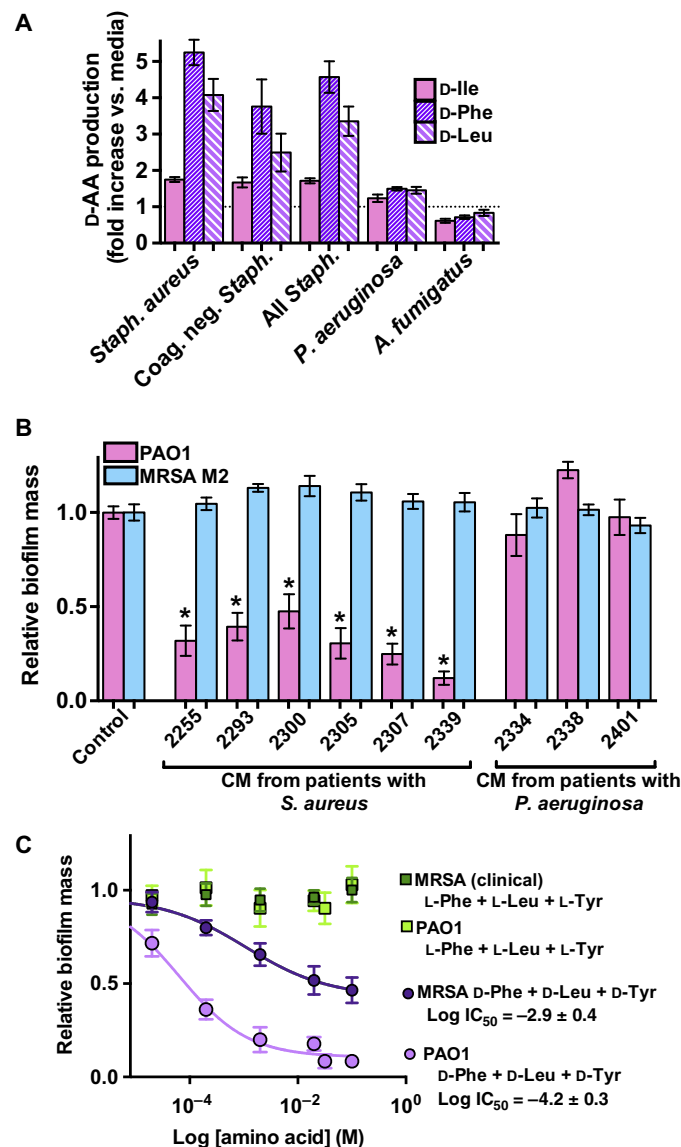 A
D-AA production
(fold increase vs. media)
5
4
3
2
1
0
D-Ile
D-Phe
D-Leu
Staph. aureus
Coag. neg. Staph.
All Staph.
P. aeruginosa
A. fumigatus
B
PAO1
MRSA M2
Relative biofilm mass
1.0
0.5
0.0
* * * * * *
Control
2255
2293
2300
2305
2307
2339
2334
2338
2401
CM from patients with
S. aureus
CM from patients with
P. aeruginosa
C
Relative biofilm mass
1.0
0.5
0.0
10⁻⁴
10⁻²
10⁰
Log [amino acid] (M)
MRSA (clinical)
L-Phe + L-Leu + L-Tyr
PAO1
L-Phe + L-Leu + L-Tyr
MRSA D-Phe + D-Leu + D-Tyr
Log IC₅₀ = −2.9 ± 0.4
PAO1
D-Phe + D-Leu + D-Tyr
Log IC₅₀ = −4.2 ± 0.3